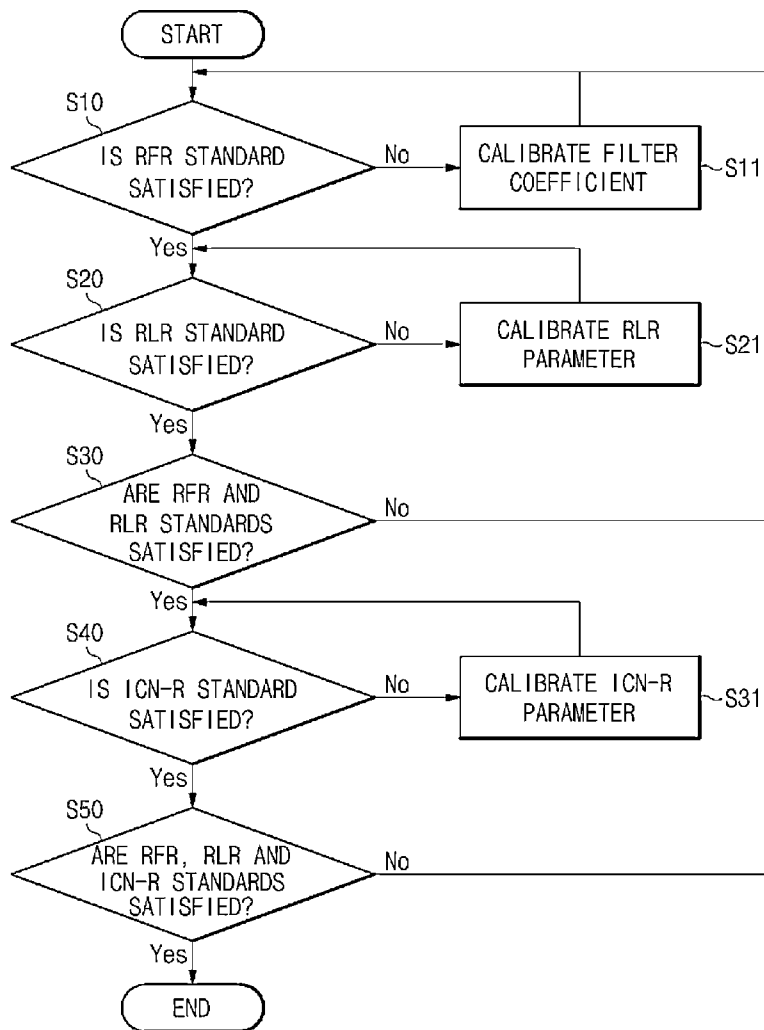 START
S10
IS RFR STANDARD
SATISFIED?
No
CALIBRATE FILTER
COEFFICIENT
S11
Yes
S20
IS RLR STANDARD
SATISFIED?
No
CALIBRATE RLR
PARAMETER
S21
Yes
S30
ARE RFR AND
RLR STANDARDS
SATISFIED?
No
Yes
S40
IS ICN-R STANDARD
SATISFIED?
No
CALIBRATE ICN-R
PARAMETER
S31
Yes
S50
ARE RFR, RLR AND
ICN-R STANDARDS
SATISFIED?
No
Yes
END